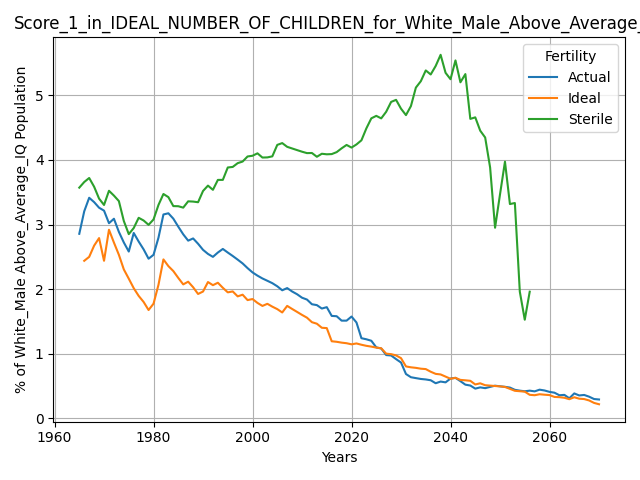 Score_1_in_IDEAL_NUMBER_OF_CHILDREN_for_White_Male_Above_Average_
Fertility
Actual
Ideal
Sterile
% of White_Male Above_Average_IQ Population
5
4
3
2
1
0
1960 1980 2000 2020 2040 2060
Years